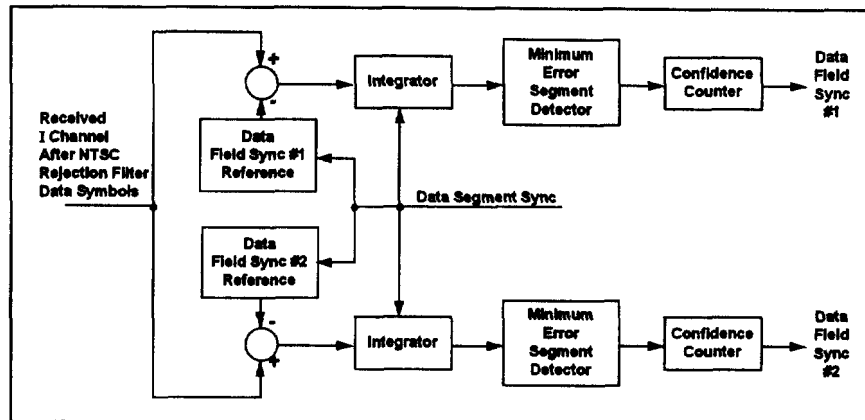 Received
I Channel
After NTSC
Rejection Filter
Data Symbols
+
-
Data
Field Sync #1
Reference
Integrator
Minimum
Error
Segment
Detector
Confidence
Counter
Data
Field
Sync
#1
Data Segment Sync
Data
Field Sync #2
Reference
-
+
Integrator
Minimum
Error
Segment
Detector
Confidence
Counter
Data
Field
Sync
#2